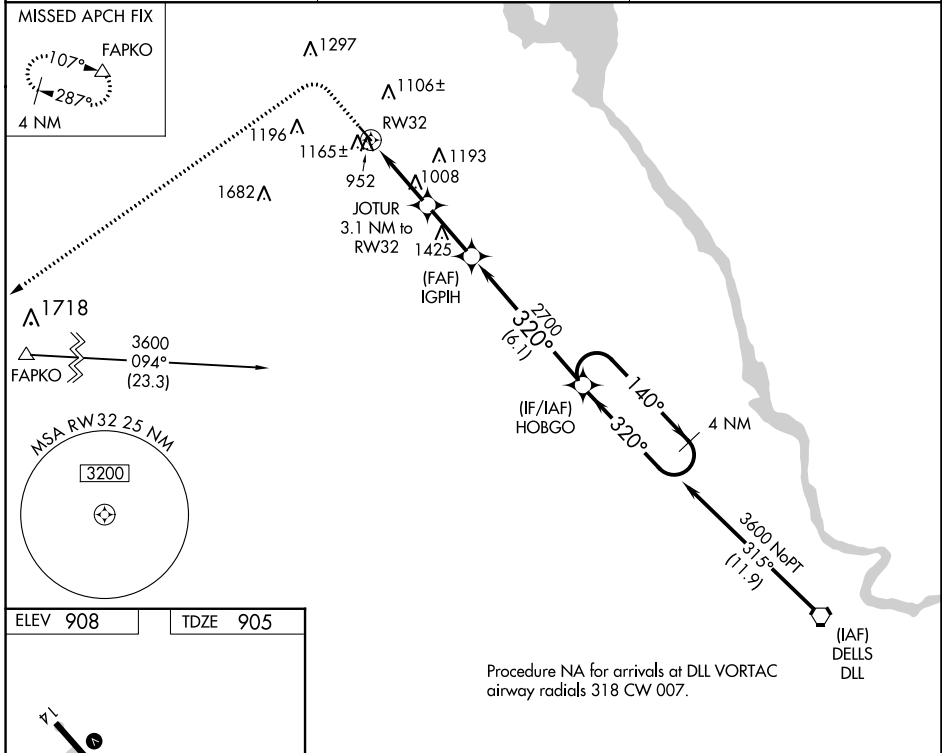 MISSED APCH FIX
FAPKO
107°
287°
4 NM
1297
1106±
RW32
1196
1165±
952
1193
1008
1682
JOTUR
3.1 NM to
RW32
1425
(FAF)
IGPIH
1718
FAPKO
3600
094°
(23.3)
2700
320°
(6.1)
(IF/IAF)
HOBGO
140°
320°
4 NM
MSA RW32 25 NM
3200
3600 NoPT
315°
(11.9)
(IAF)
DELLS
DLL
Procedure NA for arrivals at DLL VORTAC
airway radials 318 CW 007.
ELEV 908
TDZE 905
14
V